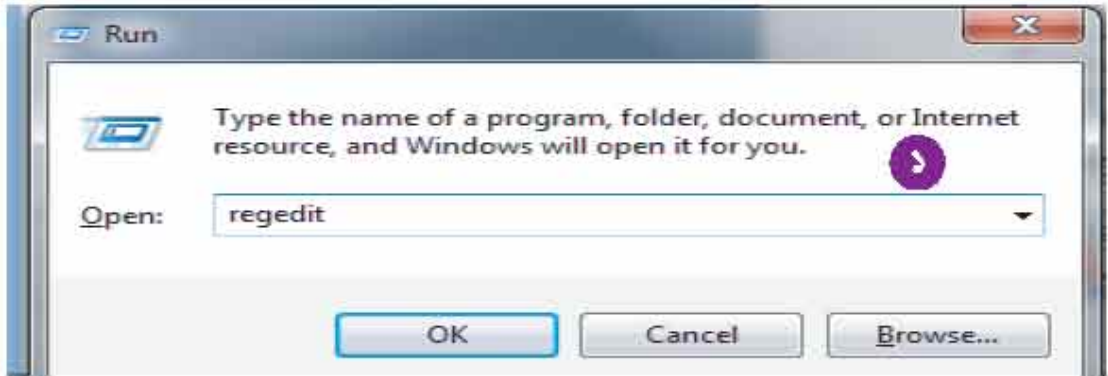 Run
Type the name of a program, folder, document, or Internet
resource, and Windows will open it for you.
Open: regedit
OK Cancel Browse...